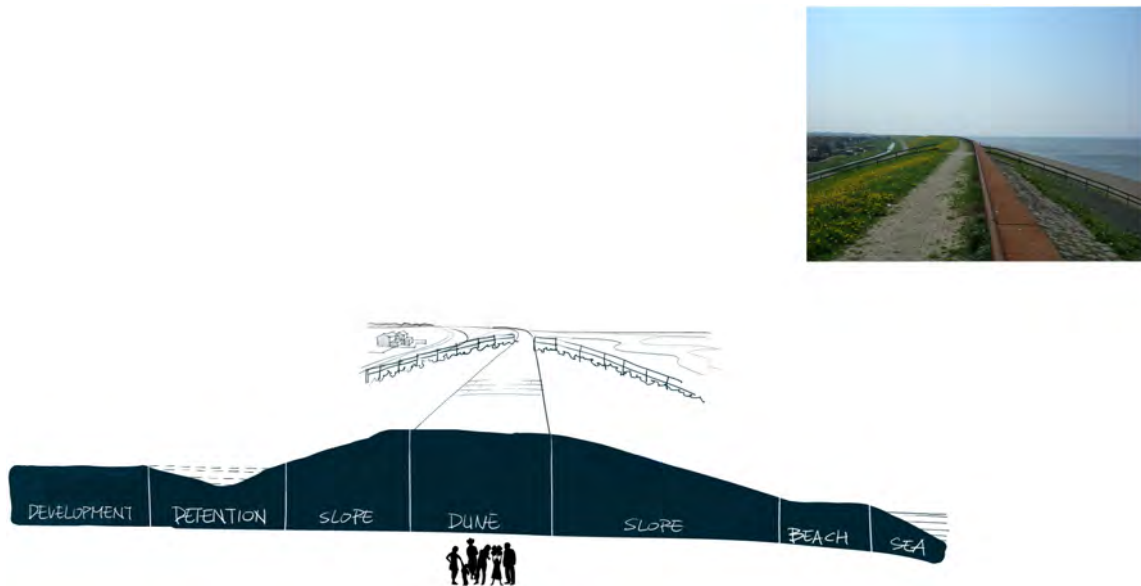 DEVELOPMENT
DETENTION
SLOPE
DUNE
SLOPE
BEACH
SEA